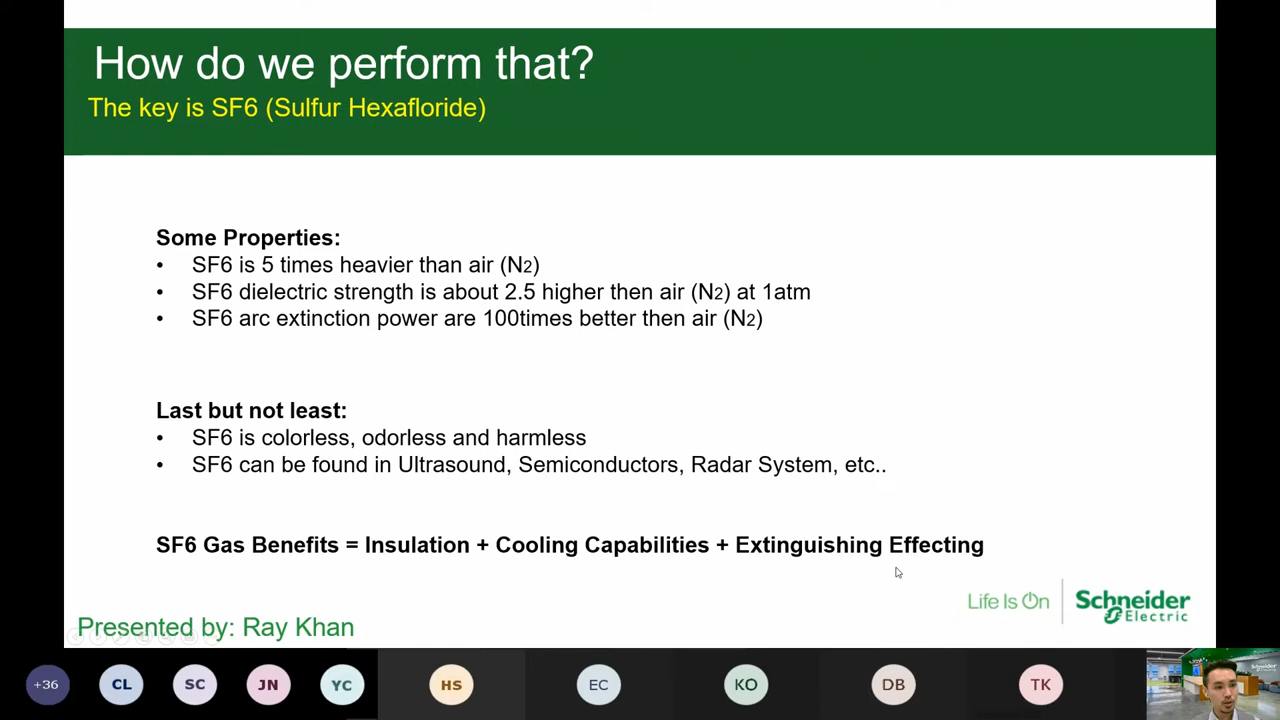 How do we perform that?
The key is SF6 (Sulfur Hexafloride)
Some Properties:
• SF6 is 5 times heavier than air (N2)
• SF6 dielectric strength is about 2.5 higher then air (N2) at 1atm
• SF6 arc extinction power are 100times better then air (N2)
Last but not least:
• SF6 is colorless, odorless and harmless
• SF6 can be found in Ultrasound, Semiconductors, Radar System, etc..
SF6 Gas Benefits = Insulation + Cooling Capabilities + Extinguishing Effecting
Life Is On
Schneider
Electric
Presented by: Ray Khan
+36 CL SC JN YC HS EC KO DB TK